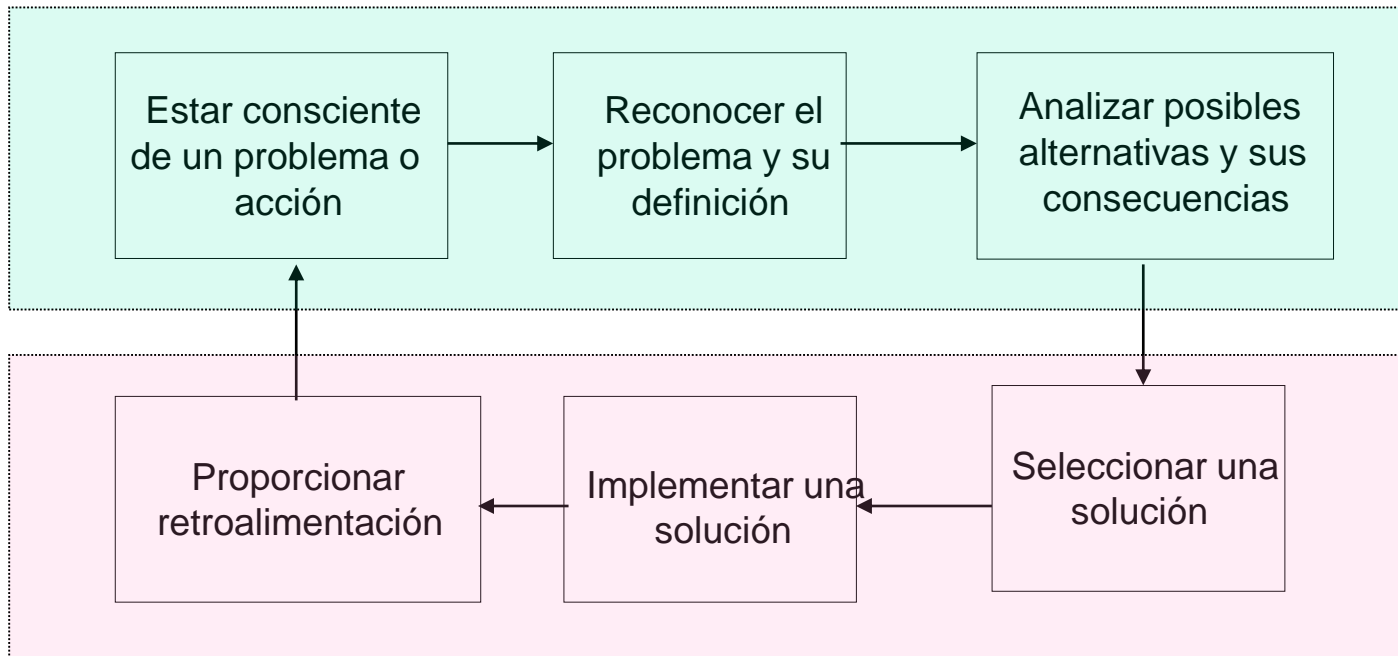 Estar consciente
de un problema o
acción
Reconocer el
problema y su
definición
Analizar posibles
alternativas y sus
consecuencias
Seleccionar una
solución
Implementar una
solución
Proporcionar
retroalimentación